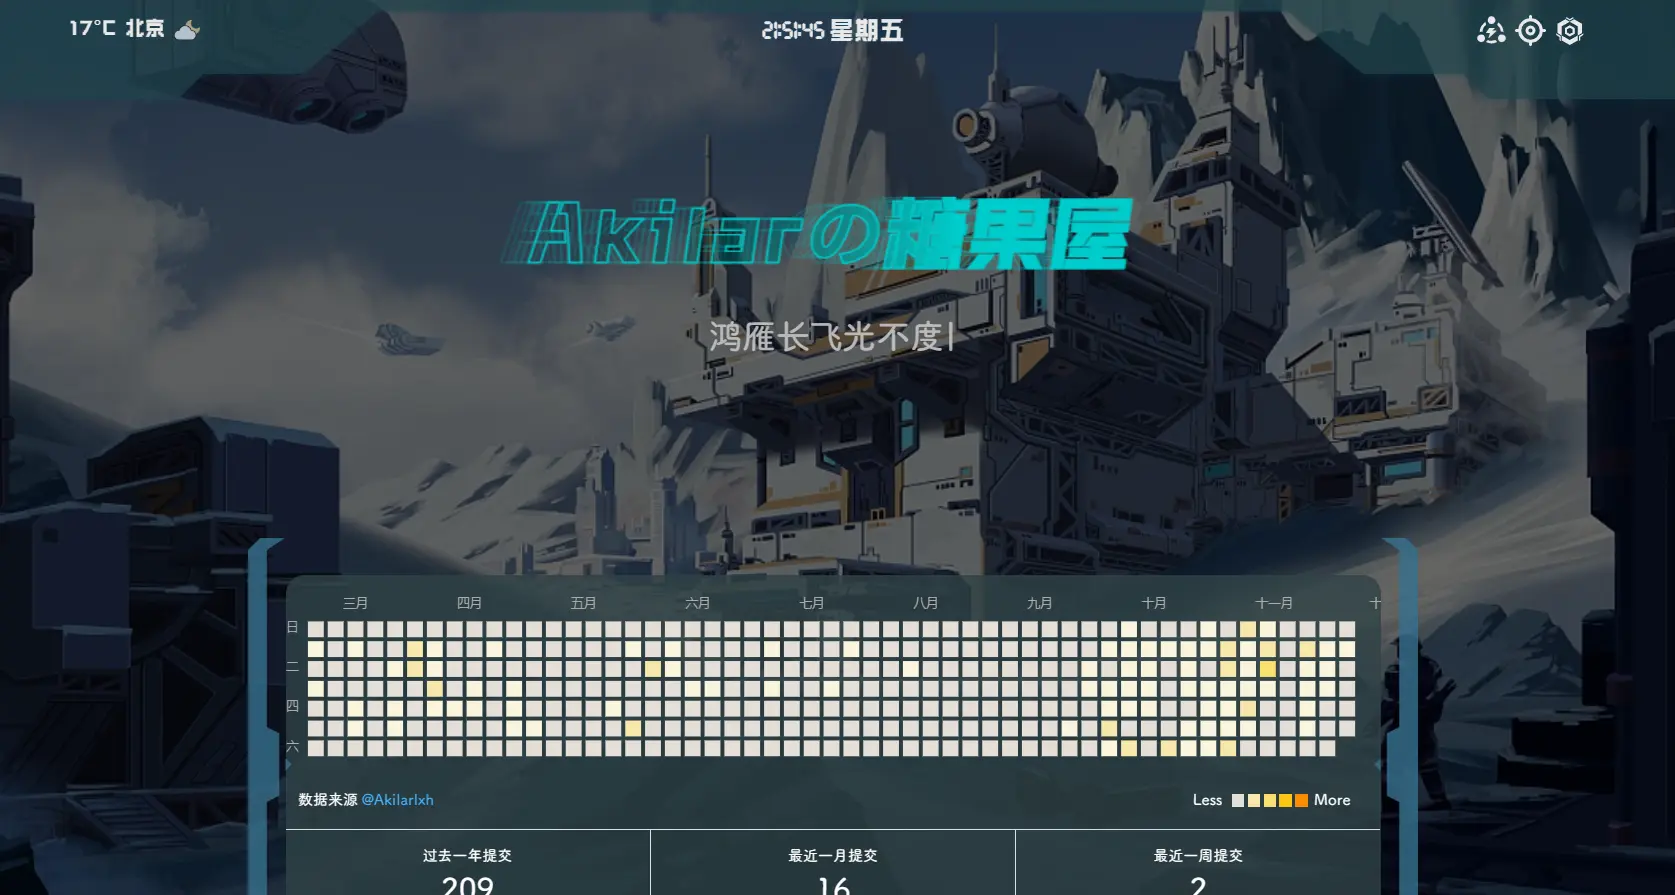 17°C 北京
21:51:45 星期五
Akilarの糖果屋
鸿雁长飞光不度|
三月 四月 五月 六月 七月 八月 九月 十月 十一月 十
日
二
四
六
数据来源 @Akilarlxh
Less More
过去一年提交 最近一月提交 最近一周提交
209 16 2